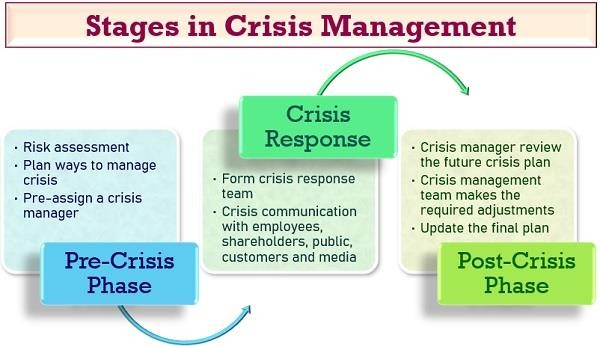 Stages in Crisis Management
• Risk assessment
• Plan ways to manage
crisis
• Pre-assign a crisis
manager
Pre-Crisis
Phase
Crisis
Response
• Form crisis response
team
• Crisis communication
with employees,
shareholders, public,
customers and media
• Crisis manager review
the future crisis plan
• Crisis management
team makes the
required adjustments
• Update the final plan
Post-Crisis
Phase